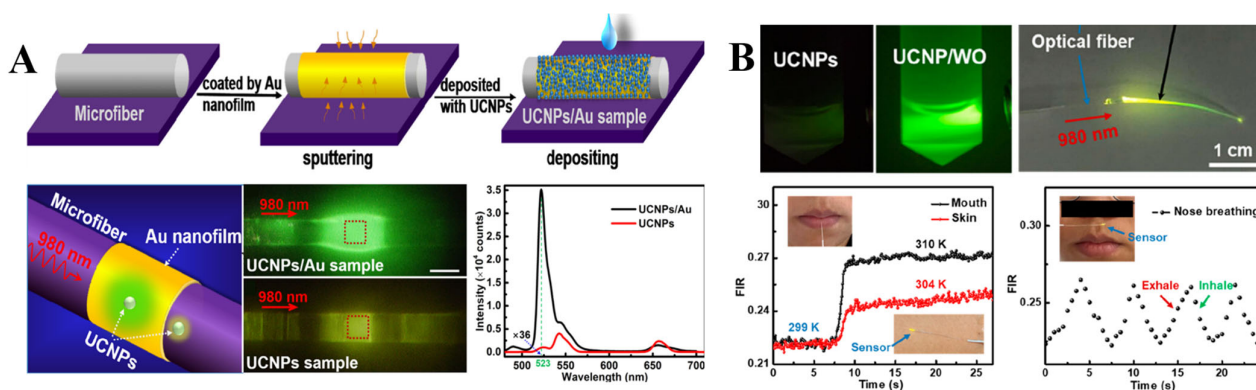 A
Microfiber
coated by Au
nanofilm
sputtering
deposited
with UCNPs
UCNPs/Au sample
depositing
Microfiber
980 nm
Au nanofilm
UCNPs
980 nm
UCNPs/Au sample
980 nm
UCNPs sample
Intensity (×10⁴ counts)
3.5
3.0
2.5
2.0
1.5
1.0
0.5
0.0
UCNPs/Au
UCNPs
×36
523
500
550
600
650
700
Wavelength (nm)
B
UCNPs
UCNP/WO
Optical fiber
980 nm
1 cm
FIR
30
0.27
0.24
0.21
Mouth
Skin
310 K
304 K
299 K
Sensor
0
5
10
15
20
25
Time (s)
FIR
0.30
0.25
Nose breathing
Sensor
Exhale
Inhale
0
5
10
15
20
25
Time (s)